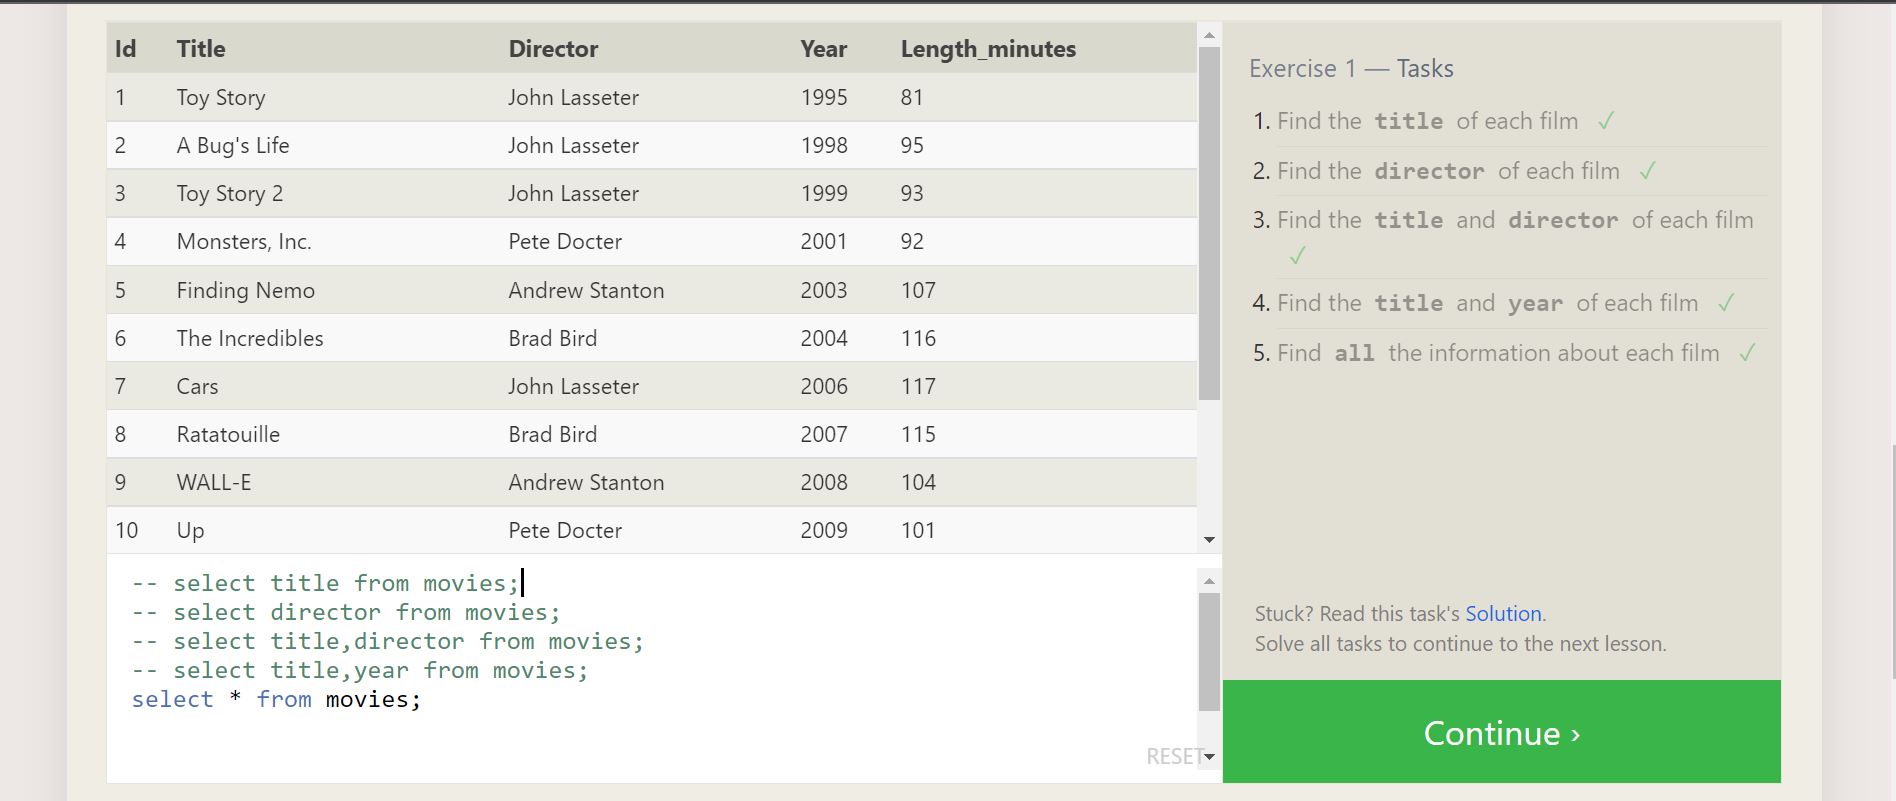 Id Title Director Year Length_minutes
1 Toy Story John Lasseter 1995 81
2 A Bug's Life John Lasseter 1998 95
3 Toy Story 2 John Lasseter 1999 93
4 Monsters, Inc. Pete Docter 2001 92
5 Finding Nemo Andrew Stanton 2003 107
6 The Incredibles Brad Bird 2004 116
7 Cars John Lasseter 2006 117
8 Ratatouille Brad Bird 2007 115
9 WALL-E Andrew Stanton 2008 104
10 Up Pete Docter 2009 101
-- select title from movies;
-- select director from movies;
-- select title,director from movies;
-- select title,year from movies;
select * from movies;
RESET
Exercise 1 — Tasks
1. Find the title of each film ✓
2. Find the director of each film ✓
3. Find the title and director of each film
✓
4. Find the title and year of each film ✓
5. Find all the information about each film ✓
Stuck? Read this task's Solution.
Solve all tasks to continue to the next lesson.
Continue ›